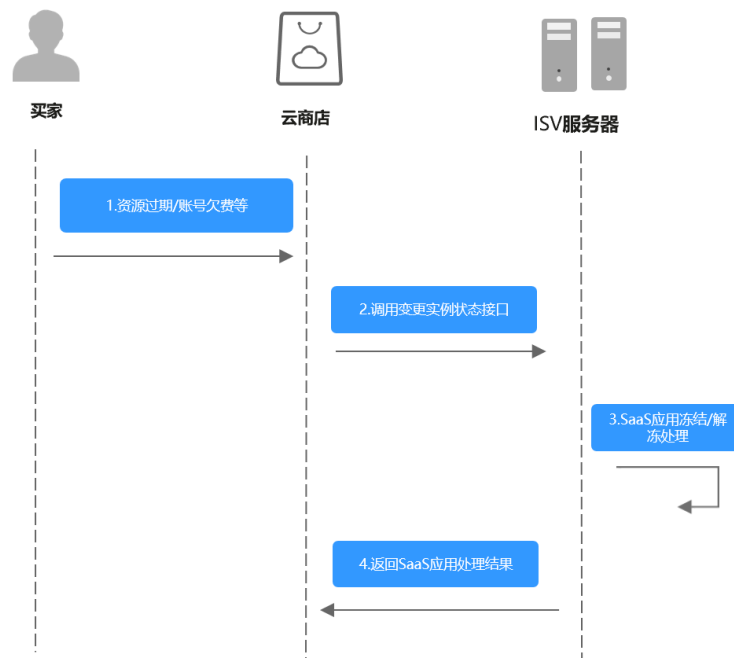 买家
云商店
ISV服务器
1.资源过期/账号欠费等
2.调用变更实例状态接口
3.SaaS应用冻结/解
冻处理
4.返回SaaS应用处理结果